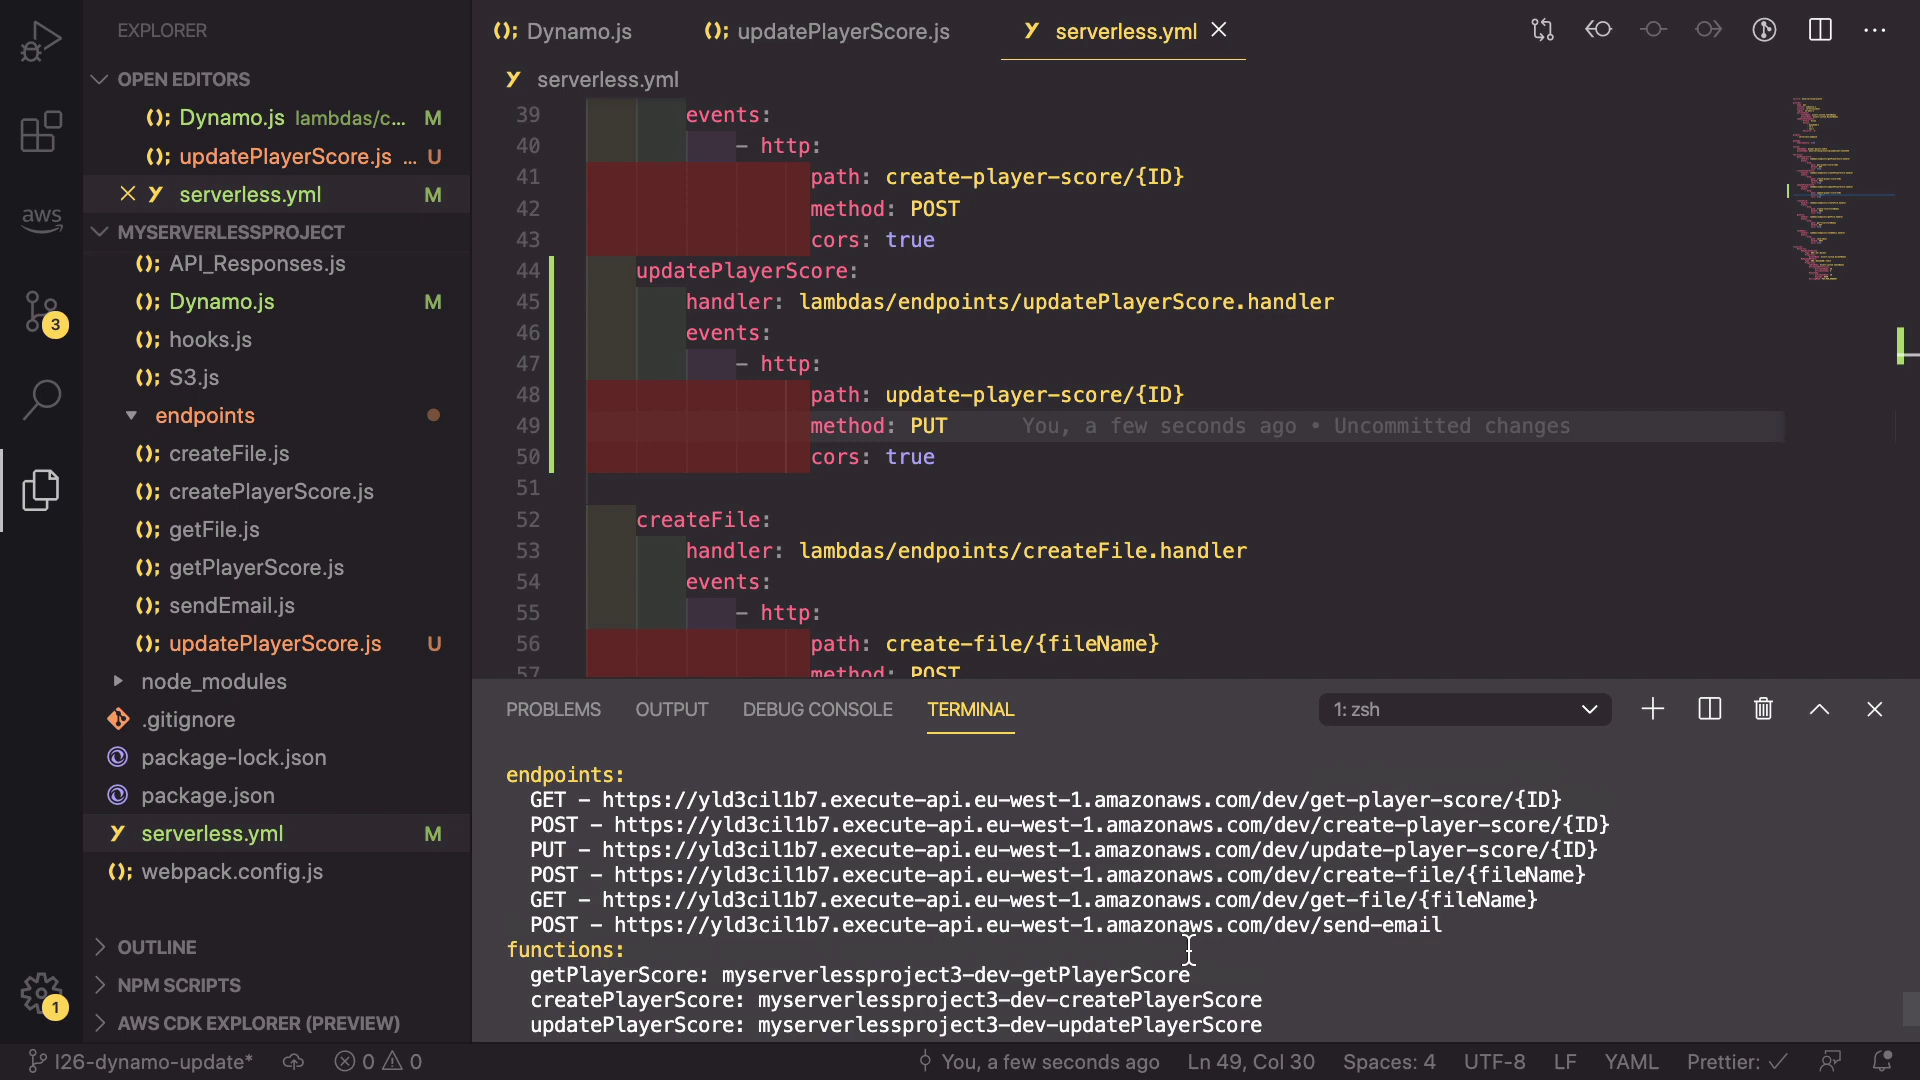 EXPLORER
OPEN EDITORS
Dynamo.js lambdas/c... M
updatePlayerScore.js ... U
serverless.yml M
MYSERVERLESSPROJECT
API_Responses.js
Dynamo.js M
hooks.js
S3.js
endpoints
createFile.js
createPlayerScore.js
getFile.js
getPlayerScore.js
sendEmail.js
updatePlayerScore.js U
node_modules
.gitignore
package-lock.json
package.json
serverless.yml M
webpack.config.js
OUTLINE
NPM SCRIPTS
AWS CDK EXPLORER (PREVIEW)
aws
3
1
Dynamo.js updatePlayerScore.js serverless.yml
serverless.yml
39 events:
40 - http:
41 path: create-player-score/{ID}
42 method: POST
43 cors: true
44 updatePlayerScore:
45 handler: lambdas/endpoints/updatePlayerScore.handler
46 events:
47 - http:
48 path: update-player-score/{ID}
49 method: PUT You, a few seconds ago • Uncommitted changes
50 cors: true
51
52 createFile:
53 handler: lambdas/endpoints/createFile.handler
54 events:
55 - http:
56 path: create-file/{fileName}
57 method: POST
PROBLEMS OUTPUT DEBUG CONSOLE TERMINAL 1: zsh
endpoints:
GET - https://yld3cil1b7.execute-api.eu-west-1.amazonaws.com/dev/get-player-score/{ID}
POST - https://yld3cil1b7.execute-api.eu-west-1.amazonaws.com/dev/create-player-score/{ID}
PUT - https://yld3cil1b7.execute-api.eu-west-1.amazonaws.com/dev/update-player-score/{ID}
POST - https://yld3cil1b7.execute-api.eu-west-1.amazonaws.com/dev/create-file/{fileName}
GET - https://yld3cil1b7.execute-api.eu-west-1.amazonaws.com/dev/get-file/{fileName}
POST - https://yld3cil1b7.execute-api.eu-west-1.amazonaws.com/dev/send-email
functions:
getPlayerScore: myserverlessproject3-dev-getPlayerScore
createPlayerScore: myserverlessproject3-dev-createPlayerScore
updatePlayerScore: myserverlessproject3-dev-updatePlayerScore
l26-dynamo-update* 0 0 You, a few seconds ago Ln 49, Col 30 Spaces: 4 UTF-8 LF YAML Prettier: ✓